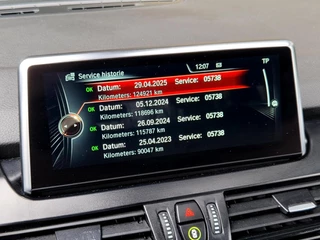 Service historie
12:07
TP
OK Datum: 29.04.2025 Service: 05738
Kilometers: 124921 km
OK Datum: 05.12.2024 Service: 05738
Kilometers: 118696 km
OK Datum: 26.09.2024 Service: 05738
Kilometers: 115787 km
OK Datum: 25.04.2023 Service: 05738
Kilometers: 90047 km